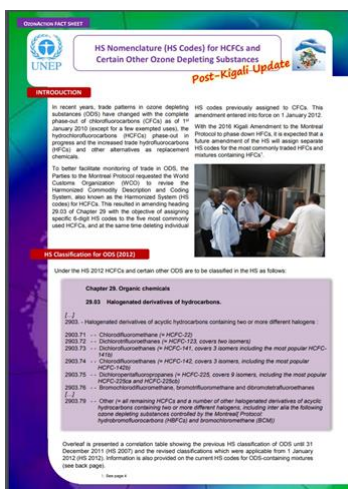 OZONACTION FACT SHEET
UNEP
HS Nomenclature (HS Codes) for HCFCs and
Certain Other Ozone Depleting Substances
Post-Kigali Update
INTRODUCTION
In recent years, trade patterns in ozone depleting
substances (ODS) have changed with the complete
phase-out of chlorofluorocarbons (CFCs) as of 1st
January 2010 (except for a few exempted uses), the
hydrochlorofluorocarbons (HCFCs) phase-out in
progress and the increased trade hydrofluorocarbons
(HFCs) and other alternatives as replacement
chemicals.
To better facilitate monitoring of trade in ODS, the
Parties to the Montreal Protocol requested the World
Customs Organization (WCO) to revise the
Harmonized Commodity Description and Coding
System, also known as the Harmonized System (HS
codes) for HCFCs. This resulted in amending heading
29.03 of Chapter 29 with the objective of assigning
specific 6-digit HS codes to the five most commonly
used HCFCs, and at the same time deleting individual
HS codes previously assigned to CFCs. This
amendment entered into force on 1 January 2012.
With the 2016 Kigali Amendment to the Montreal
Protocol to phase down HFCs, it is expected that a
future amendment of the HS will assign separate
HS codes for the most commonly traded HFCs and
mixtures containing HFCs1.
HS Classification for ODS (2012)
Under the HS 2012 HCFCs and certain other ODS are to be classified in the HS as follows:
Chapter 29. Organic chemicals
29.03 Halogenated derivatives of hydrocarbons.
[...]
2903. - Halogenated derivatives of acyclic hydrocarbons containing two or more different halogens :
2903.71 - - Chlorodifluoromethane (= HCFC-22)
2903.72 - - Dichlorotrifluoroethanes (= HCFC-123, covers two isomers)
2903.73 - - Dichlorofluoroethanes (= HCFC-141, covers 3 isomers including the most popular HCFC-
141b)
2903.74 - - Chlorodifluoroethanes (= HCFC-142, covers 3 isomers, including the most popular
HCFC-142b)
2903.75 - - Dichloropentafluoropropanes (= HCFC-225, covers 9 isomers, including the most popular
HCFC-225ca and HCFC-225cb)
2903.76 - - Bromochlorodifluoromethane, bromotrifluoromethane and dibromotetrafluoroethanes
[...]
2903.79 - - Other (= all remaining HCFCs and a number of other halogenated derivatives of acyclic
hydrocarbons containing two or more different halogens, including inter alia the following
ozone depleting substances controlled by the Montreal Protocol:
hydrobromofluorocarbons (HBFCs) and bromochloromethane (BCM))
Overleaf is presented a correlation table showing the previous HS classification of ODS until 31
December 2011 (HS 2007) and the revised classifications which were applicable from 1 January
2012 (HS 2012). Information is also provided on the current HS codes for ODS-containing mixtures
(see back page).
1. See page 4